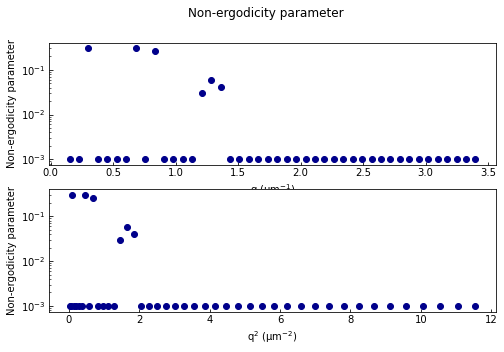 Non-ergodicity parameter
Non-ergodicity parameter
10⁻¹
10⁻²
10⁻³
0.0 0.5 1.0 1.5 2.0 2.5 3.0 3.5
q (μm⁻¹)
Non-ergodicity parameter
10⁻¹
10⁻²
10⁻³
0 2 4 6 8 10 12
q² (μm⁻²)